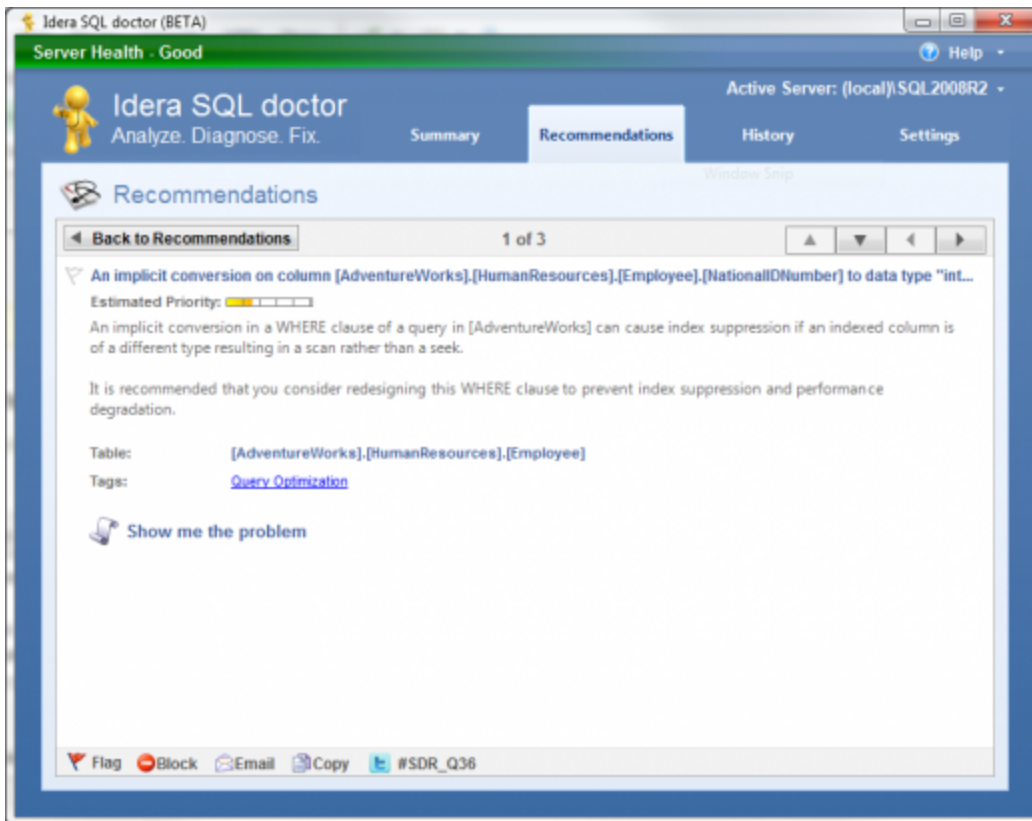 Idera SQL doctor (BETA)
Server Health - Good
Help
Active Server: (local)\SQL2008R2
Idera SQL doctor
Analyze. Diagnose. Fix.
Summary
Recommendations
History
Settings
Window Snip
Recommendations
Back to Recommendations
1 of 3
An implicit conversion on column [AdventureWorks].[HumanResources].[Employee].[NationalIDNumber] to data type "int...
Estimated Priority:
An implicit conversion in a WHERE clause of a query in [AdventureWorks] can cause index suppression if an indexed column is
of a different type resulting in a scan rather than a seek.
It is recommended that you consider redesigning this WHERE clause to prevent index suppression and performance
degradation.
Table: [AdventureWorks].[HumanResources].[Employee]
Tags: Query Optimization
Show me the problem
Flag Block Email Copy #SDR_Q36